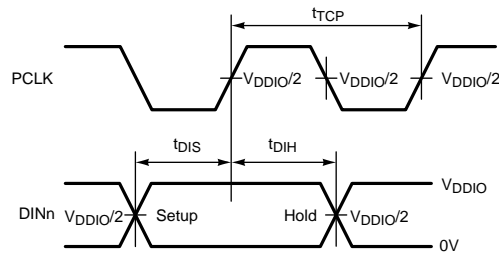 tTCP
PCLK
VDDIO/2
VDDIO/2
VDDIO/2
tDIS
tDIH
VDDIO
DINn
VDDIO/2
Setup
Hold
VDDIO/2
0V